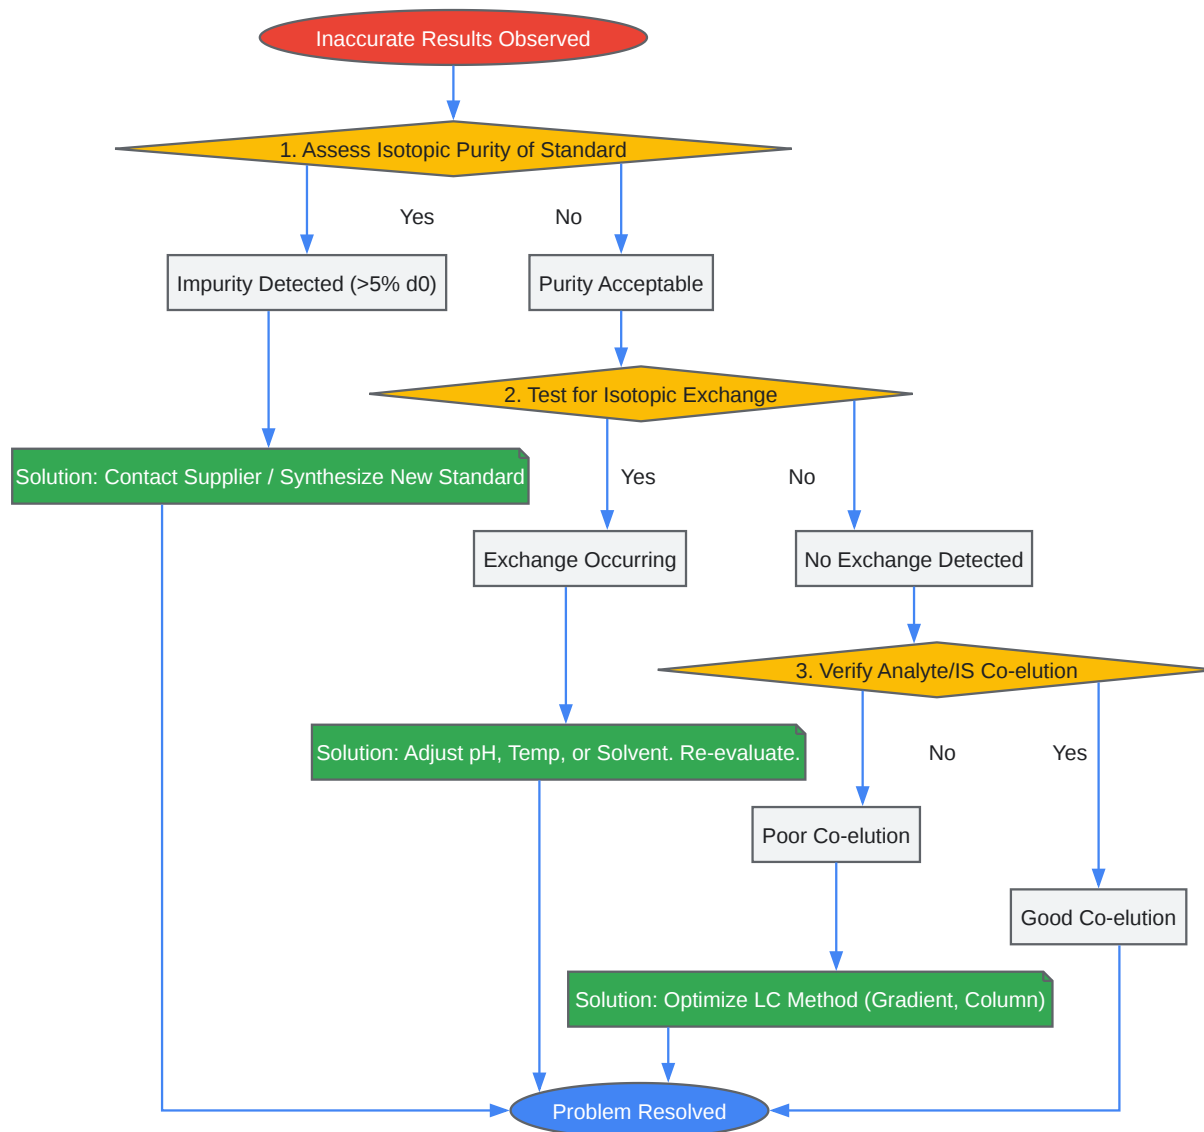 Inaccurate Results Observed
1. Assess Isotopic Purity of Standard
Yes
No
Impurity Detected (>5% d0)
Purity Acceptable
2. Test for Isotopic Exchange
Solution: Contact Supplier / Synthesize New Standard
Yes
No
Exchange Occurring
No Exchange Detected
3. Verify Analyte/IS Co-elution
Solution: Adjust pH, Temp, or Solvent. Re-evaluate.
No
Yes
Poor Co-elution
Good Co-elution
Solution: Optimize LC Method (Gradient, Column)
Problem Resolved